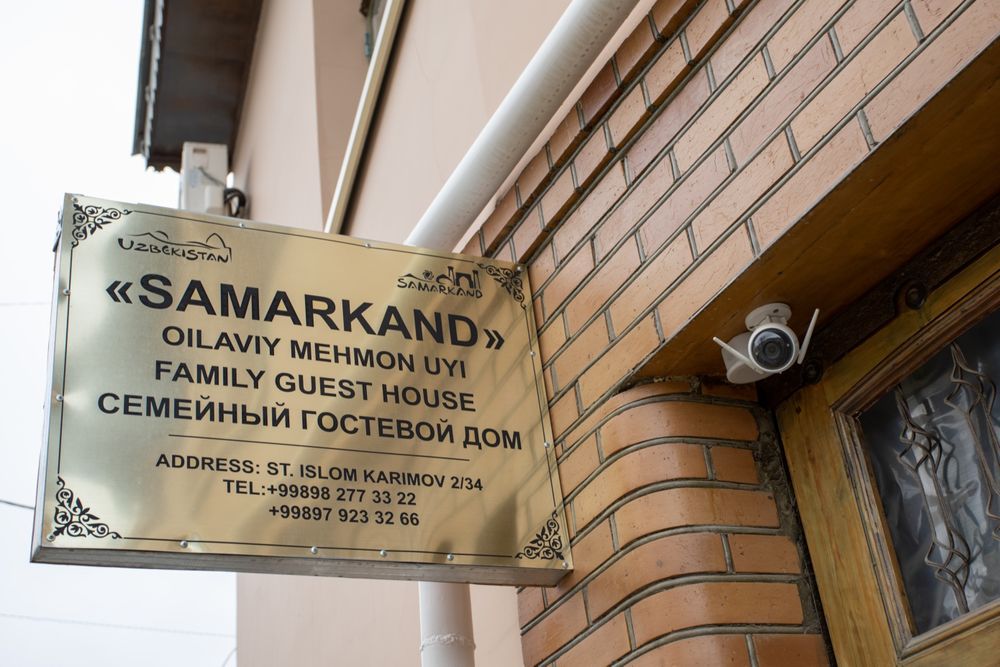 UZBEKISTAN
SAMARKAND
«SAMARKAND»
OILAVIY MEHMON UYI
FAMILY GUEST HOUSE
СЕМЕЙНЫЙ ГОСТЕВОЙ ДОМ
ADDRESS: ST. ISLOM KARIMOV 2/34
TEL:+99898 277 33 22
+99897 923 32 66